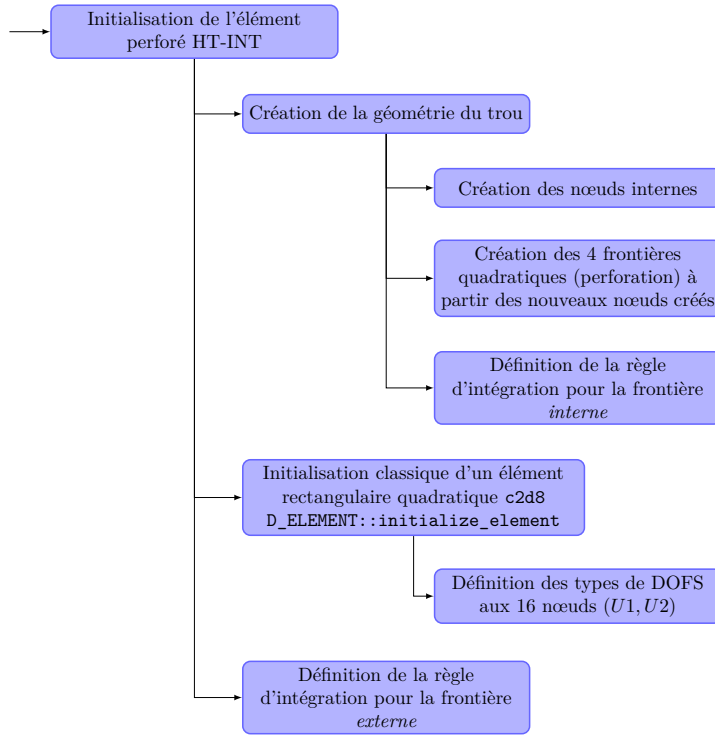 Initialisation de l'élément
perforé HT-INT
Création de la géométrie du trou
Création des nœuds internes
Création des 4 frontières
quadratiques (perforation) à
partir des nouveaux nœuds créés
Définition de la règle
d'intégration pour la frontière
interne
Initialisation classique d'un élément
rectangulaire quadratique c2d8
D_ELEMENT::initialize_element
Définition des types de DOFS
aux 16 nœuds (U1, U2)
Définition de la règle
d'intégration pour la frontière
externe